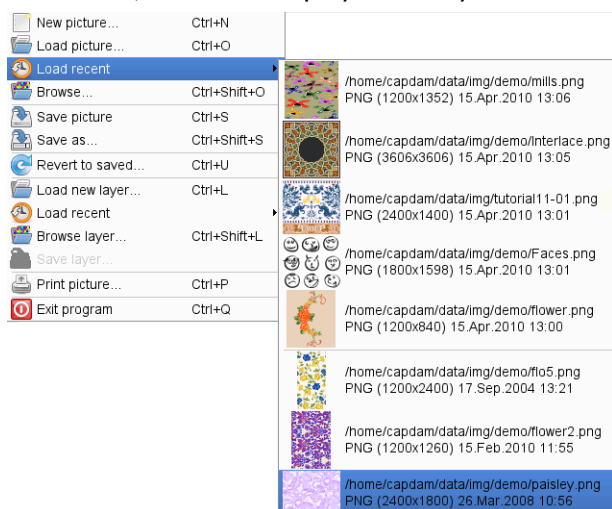 New picture... Ctrl+N
Load picture... Ctrl+O
Load recent
Browse... Ctrl+Shift+O
Save picture Ctrl+S
Save as... Ctrl+Shift+S
Revert to saved... Ctrl+U
Load new layer... Ctrl+L
Load recent
Browse layer... Ctrl+Shift+L
Save layer...
Print picture... Ctrl+P
Exit program Ctrl+Q
/home/capdam/data/img/demo/mills.png
PNG (1200x1352) 15.Apr.2010 13:06
/home/capdam/data/img/demo/Interlace.png
PNG (3606x3606) 15.Apr.2010 13:05
/home/capdam/data/img/tutorial11-01.png
PNG (2400x1400) 15.Apr.2010 13:01
/home/capdam/data/img/demo/Faces.png
PNG (1800x1598) 15.Apr.2010 13:01
/home/capdam/data/img/demo/flower.png
PNG (1200x840) 15.Apr.2010 13:00
/home/capdam/data/img/demo/flo5.png
PNG (1200x2400) 17.Sep.2004 13:21
/home/capdam/data/img/demo/flower2.png
PNG (1200x1260) 15.Feb.2010 11:55
/home/capdam/data/img/demo/paisley.png
PNG (2400x1800) 26.Mar.2008 10:56